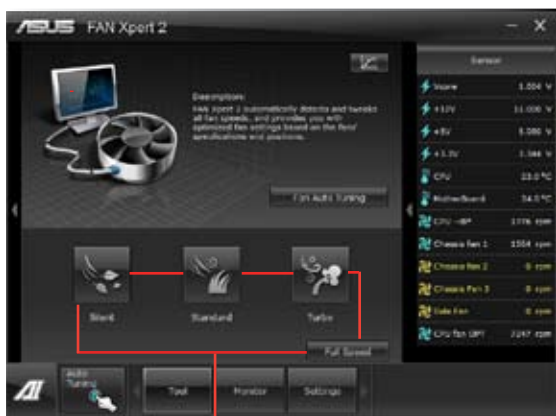 ASUS FAN Xpert 2
Description:
FAN Xpert 2 automatically detects and tweaks
all fan speeds, and provides you with
optimized fan settings based on the fans'
specifications and positions.
Fan Auto Tuning
Silent
Standard
Turbo
Full Speed
Auto
Tuning
Tool
Monitor
Settings
Sensor
Vcore V
+12V V
+5V V
+3.3V V
CPU °C
MotherBoard °C
CPU rpm
Chassis fan 1 rpm
Chassis Fan 2 0 rpm
Chassis Fan 3 0 rpm
Side Fan 0 rpm
CPU fan OPT rpm